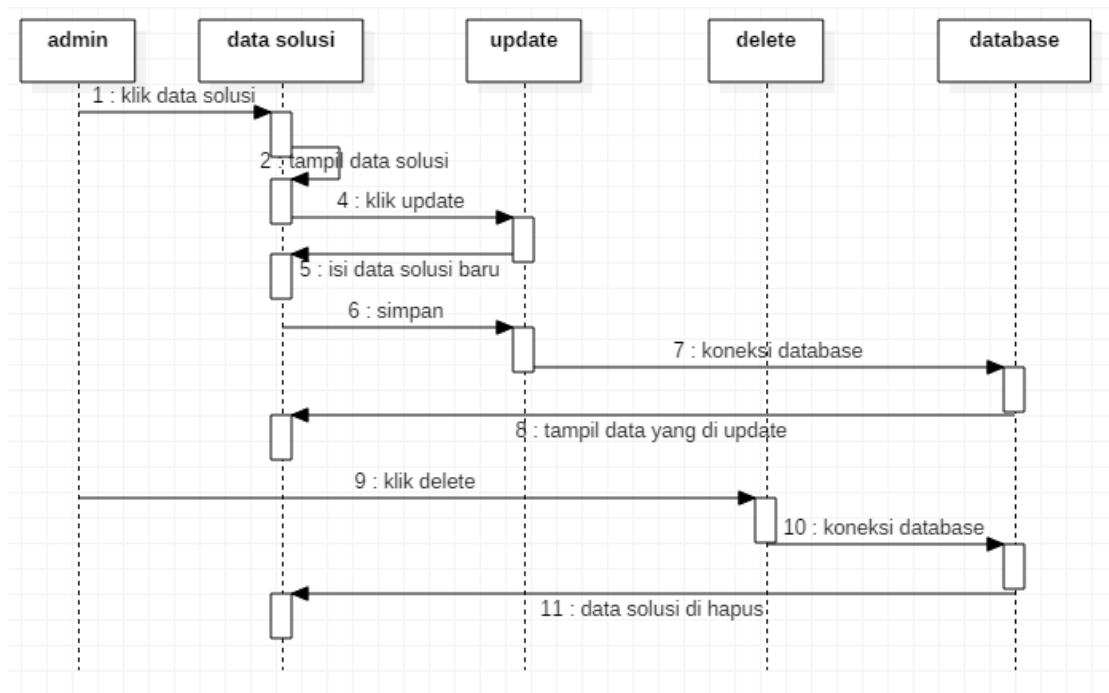 admin
data solusi
update
delete
database
1 : klik data solusi
2 : tampil data solusi
4 : klik update
5 : isi data solusi baru
6 : simpan
7 : koneksi database
8 : tampil data yang di update
9 : klik delete
10 : koneksi database
11 : data solusi di hapus